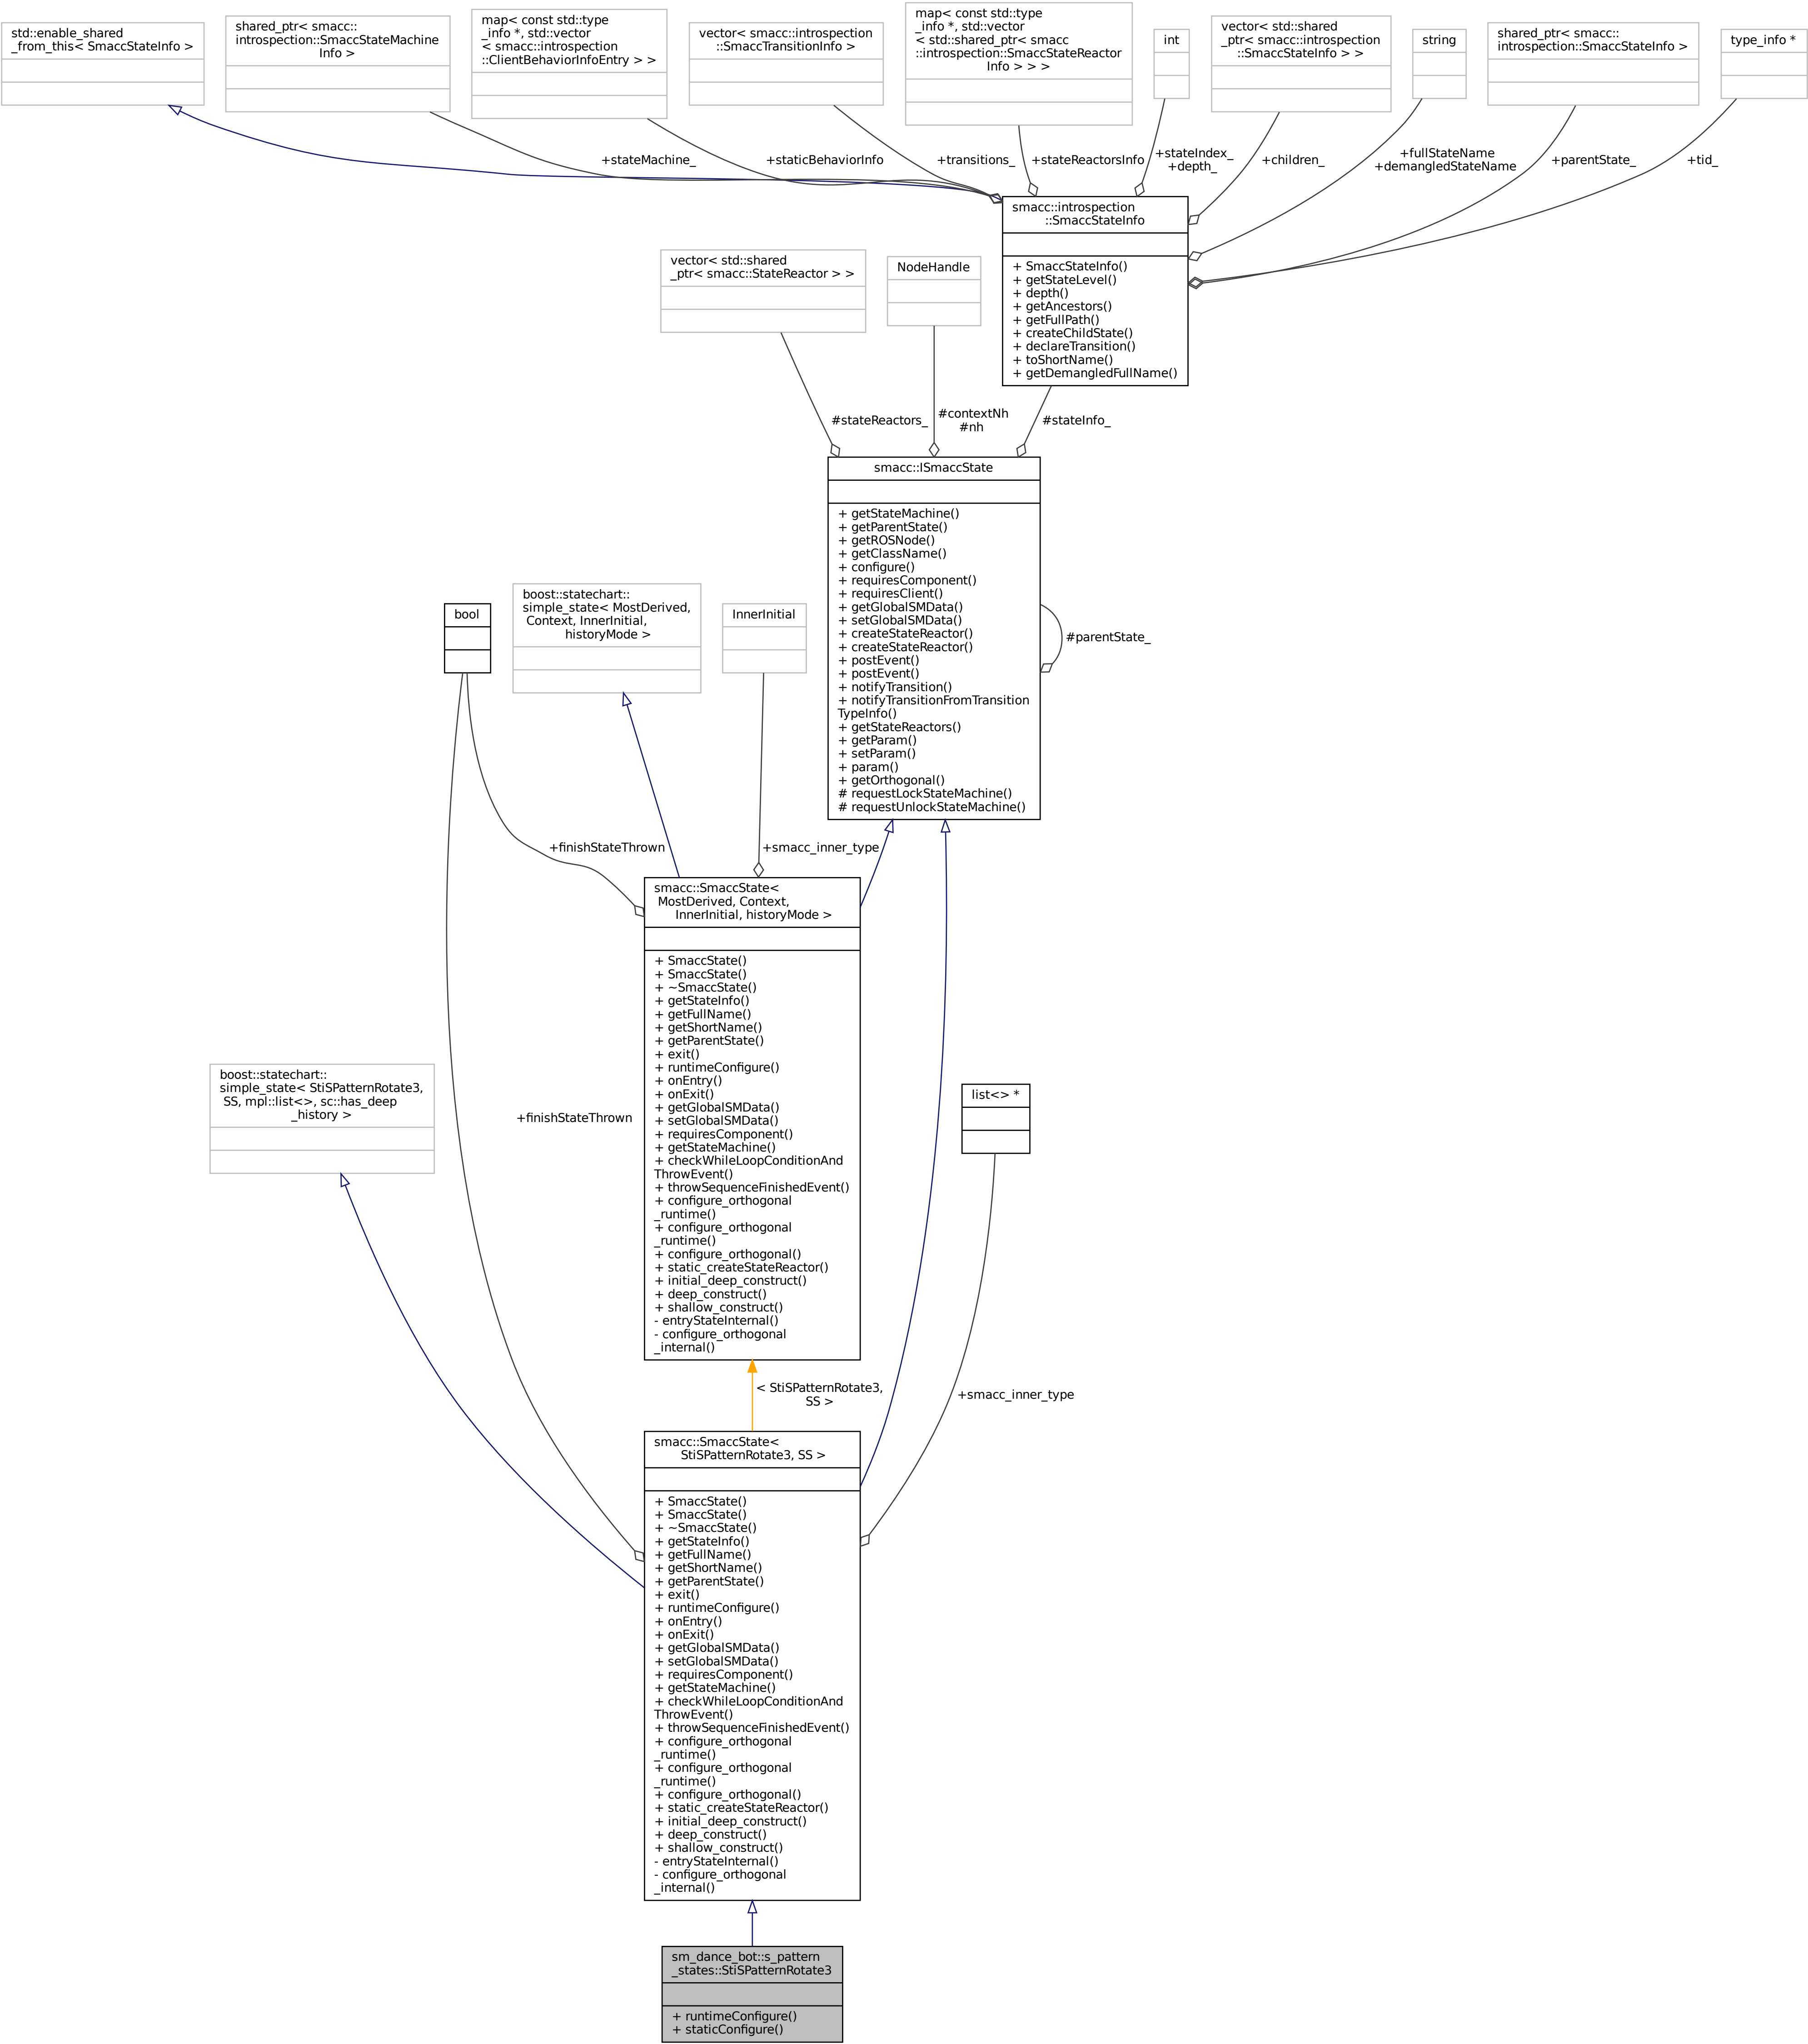 std::enable_shared
_from_this< SmaccStateInfo >
shared_ptr< smacc::
introspection::SmaccStateMachine
Info >
map< const std::type
_info *, std::vector
< smacc::introspection
::ClientBehaviorInfoEntry > >
vector< smacc::introspection
::SmaccTransitionInfo >
map< const std::type
_info *, std::vector
< std::shared_ptr< smacc
::introspection::SmaccStateReactor
Info > > >
int
vector< std::shared
_ptr< smacc::introspection
::SmaccStateInfo > >
string
shared_ptr< smacc::
introspection::SmaccStateInfo >
type_info *
+stateMachine_
+staticBehaviorInfo
+transitions_
+stateReactorsInfo
+stateIndex_
+depth_
+children_
+fullStateName
+demangledStateName
+parentState_
+tid_
smacc::introspection
::SmaccStateInfo
+ SmaccStateInfo()
+ getStateLevel()
+ depth()
+ getAncestors()
+ getFullPath()
+ createChildState()
+ declareTransition()
+ toShortName()
+ getDemangledFullName()
vector< std::shared
_ptr< smacc::StateReactor > >
NodeHandle
#stateReactors_
#contextNh
#nh
#stateInfo_
smacc::ISmaccState
+ getStateMachine()
+ getParentState()
+ getROSNode()
+ getClassName()
+ configure()
+ requiresComponent()
+ requiresClient()
+ getGlobalSMData()
+ setGlobalSMData()
+ createStateReactor()
+ createStateReactor()
+ postEvent()
+ postEvent()
+ notifyTransition()
+ notifyTransitionFromTransition
TypeInfo()
+ getStateReactors()
+ getParam()
+ setParam()
+ param()
+ getOrthogonal()
# requestLockStateMachine()
# requestUnlockStateMachine()
#parentState_
bool
boost::statechart::
simple_state< MostDerived,
Context, InnerInitial,
historyMode >
InnerInitial
+finishStateThrown
+smacc_inner_type
smacc::SmaccState<
MostDerived, Context,
InnerInitial, historyMode >
+ SmaccState()
+ SmaccState()
+ ~SmaccState()
+ getStateInfo()
+ getFullName()
+ getShortName()
+ getParentState()
+ exit()
+ runtimeConfigure()
+ onEntry()
+ onExit()
+ getGlobalSMData()
+ setGlobalSMData()
+ requiresComponent()
+ getStateMachine()
+ checkWhileLoopConditionAnd
ThrowEvent()
+ throwSequenceFinishedEvent()
+ configure_orthogonal
_runtime()
+ configure_orthogonal
_runtime()
+ configure_orthogonal()
+ static_createStateReactor()
+ initial_deep_construct()
+ deep_construct()
+ shallow_construct()
- entryStateInternal()
- configure_orthogonal
_internal()
boost::statechart::
simple_state< StiSPatternRotate3,
SS, mpl::list<>, sc::has_deep
_history >
+finishStateThrown
list<> *
< StiSPatternRotate3,
SS >
+smacc_inner_type
smacc::SmaccState<
StiSPatternRotate3, SS >
+ SmaccState()
+ SmaccState()
+ ~SmaccState()
+ getStateInfo()
+ getFullName()
+ getShortName()
+ getParentState()
+ exit()
+ runtimeConfigure()
+ onEntry()
+ onExit()
+ getGlobalSMData()
+ setGlobalSMData()
+ requiresComponent()
+ getStateMachine()
+ checkWhileLoopConditionAnd
ThrowEvent()
+ throwSequenceFinishedEvent()
+ configure_orthogonal
_runtime()
+ configure_orthogonal
_runtime()
+ configure_orthogonal()
+ static_createStateReactor()
+ initial_deep_construct()
+ deep_construct()
+ shallow_construct()
- entryStateInternal()
- configure_orthogonal
_internal()
sm_dance_bot::s_pattern
_states::StiSPatternRotate3
+ runtimeConfigure()
+ staticConfigure()